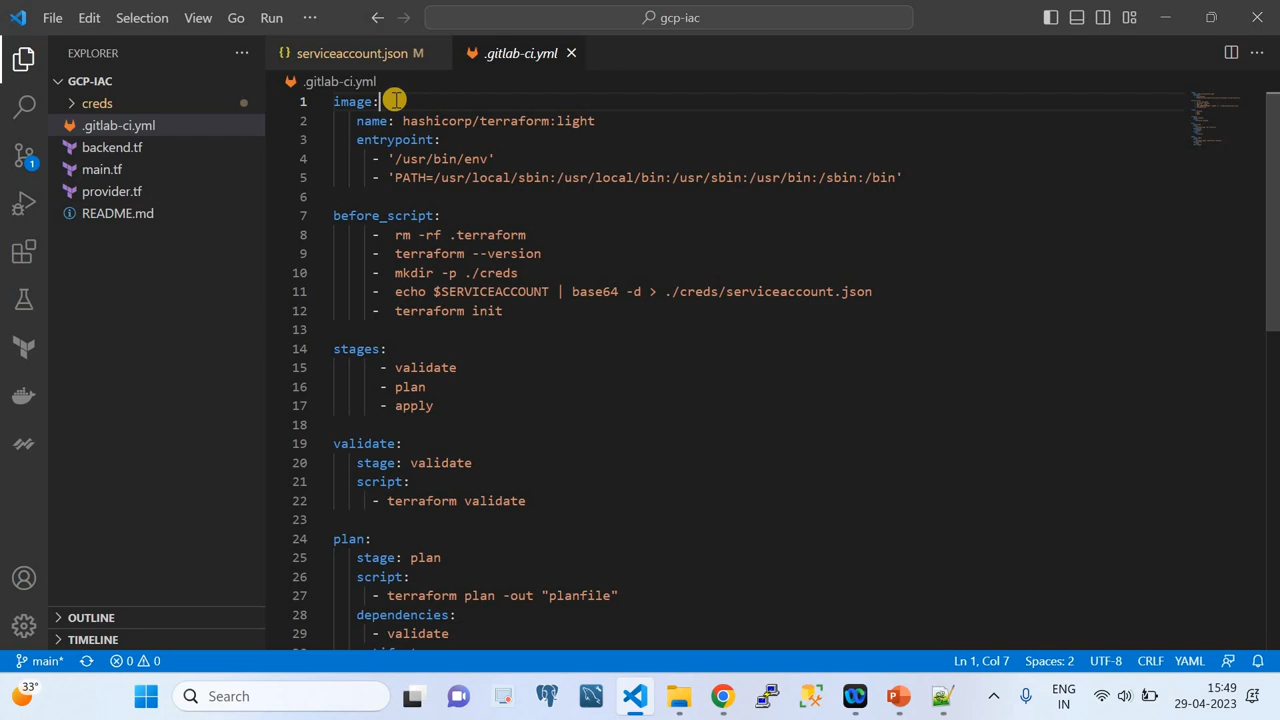 File Edit Selection View Go Run ··· gcp-iac
EXPLORER ···
serviceaccount.json M
.gitlab-ci.yml
GCP-IAC
.gitlab-ci.yml
creds
.gitlab-ci.yml
backend.tf
main.tf
provider.tf
README.md
1 image:
2 name: hashicorp/terraform:light
3 entrypoint:
4 - '/usr/bin/env'
5 - 'PATH=/usr/local/sbin:/usr/local/bin:/usr/sbin:/usr/bin:/sbin:/bin'
6
7 before_script:
8 - rm -rf .terraform
9 - terraform --version
10 - mkdir -p ./creds
11 - echo $SERVICEACCOUNT | base64 -d > ./creds/serviceaccount.json
12 - terraform init
13
14 stages:
15 - validate
16 - plan
17 - apply
18
19 validate:
20 stage: validate
21 script:
22 - terraform validate
23
24 plan:
25 stage: plan
26 script:
27 - terraform plan -out "planfile"
28 dependencies:
29 - validate
1
OUTLINE
TIMELINE
main* 0 0 Ln 1, Col 7 Spaces: 2 UTF-8 CRLF YAML
33°
Search
ENG
IN
15:49
29-04-2023